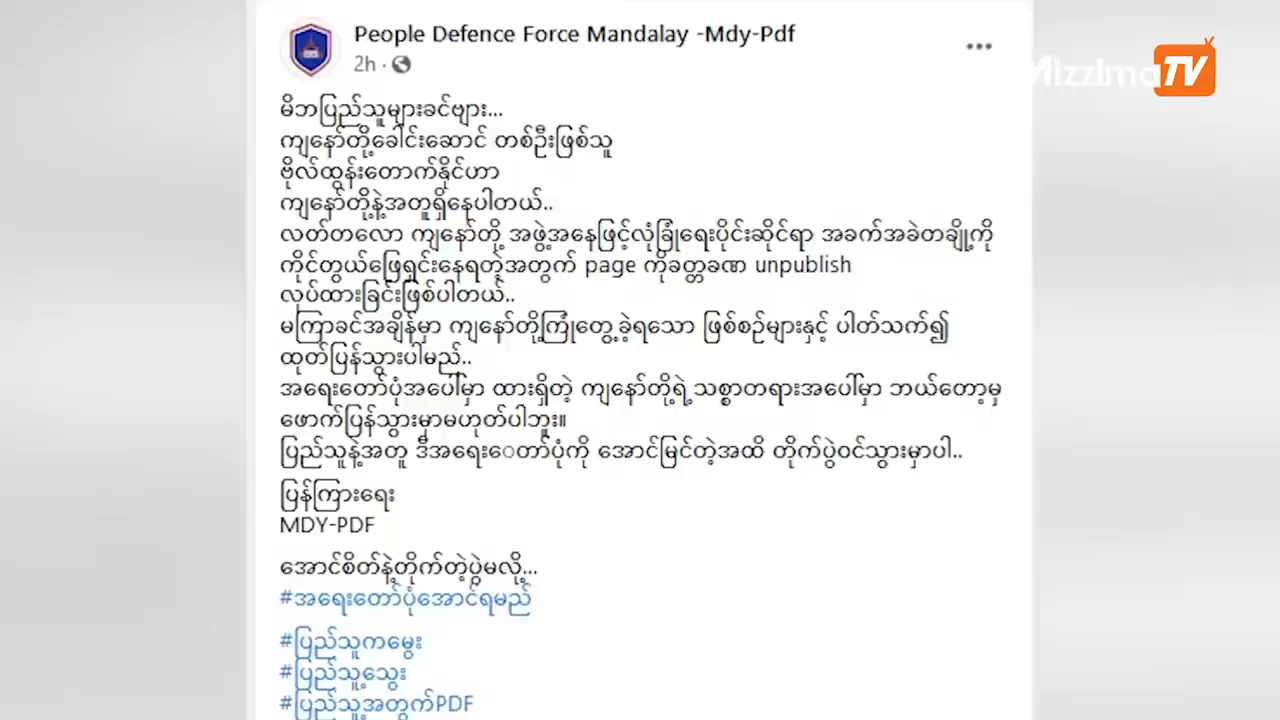 People Defence Force Mandalay -Mdy-Pdf
2h ·
Mizzima TV
မိဘပြည်သူများခင်ဗျား...
ကျနော်တို့ခေါင်းဆောင် တစ်ဦးဖြစ်သူ
ဗိုလ်ထွန်းတောက်နိုင်ဟာ
ကျနော်တို့နဲ့အတူရှိနေပါတယ်..
လတ်တလော ကျနော်တို့ အဖွဲ့အနေဖြင့်လုံခြုံရေးပိုင်းဆိုင်ရာ အခက်အခဲတချို့ကို
ကိုင်တွယ်ဖြေရှင်းနေရတဲ့အတွက် page ကိုခတ္တခဏ unpublish
လုပ်ထားခြင်းဖြစ်ပါတယ်..
မကြာခင်အချိန်မှာ ကျနော်တို့ကြုံတွေ့ခဲ့ရသော ဖြစ်စဉ်များနှင့် ပါတ်သက်၍
ထုတ်ပြန်သွားပါမည်..
အရေးတော်ပုံအပေါ်မှာ ထားရှိတဲ့ ကျနော်တို့ရဲ့သစ္စာတရားအပေါ်မှာ ဘယ်တော့မှ
ဖောက်ပြန်သွားမှာမဟုတ်ပါဘူး။
ပြည်သူနဲ့အတူ ဒီအရေးေတာ်ပုံကို အောင်မြင်တဲ့အထိ တိုက်ပွဲဝင်သွားမှာပါ..
ပြန်ကြားရေး
MDY-PDF
အောင်စိတ်နဲ့တိုက်တဲ့ပွဲမလို့...
#အရေးတော်ပုံအောင်ရမည်
#ပြည်သူကမွေး
#ပြည်သူ့သွေး
#ပြည်သူ့အတွက်PDF